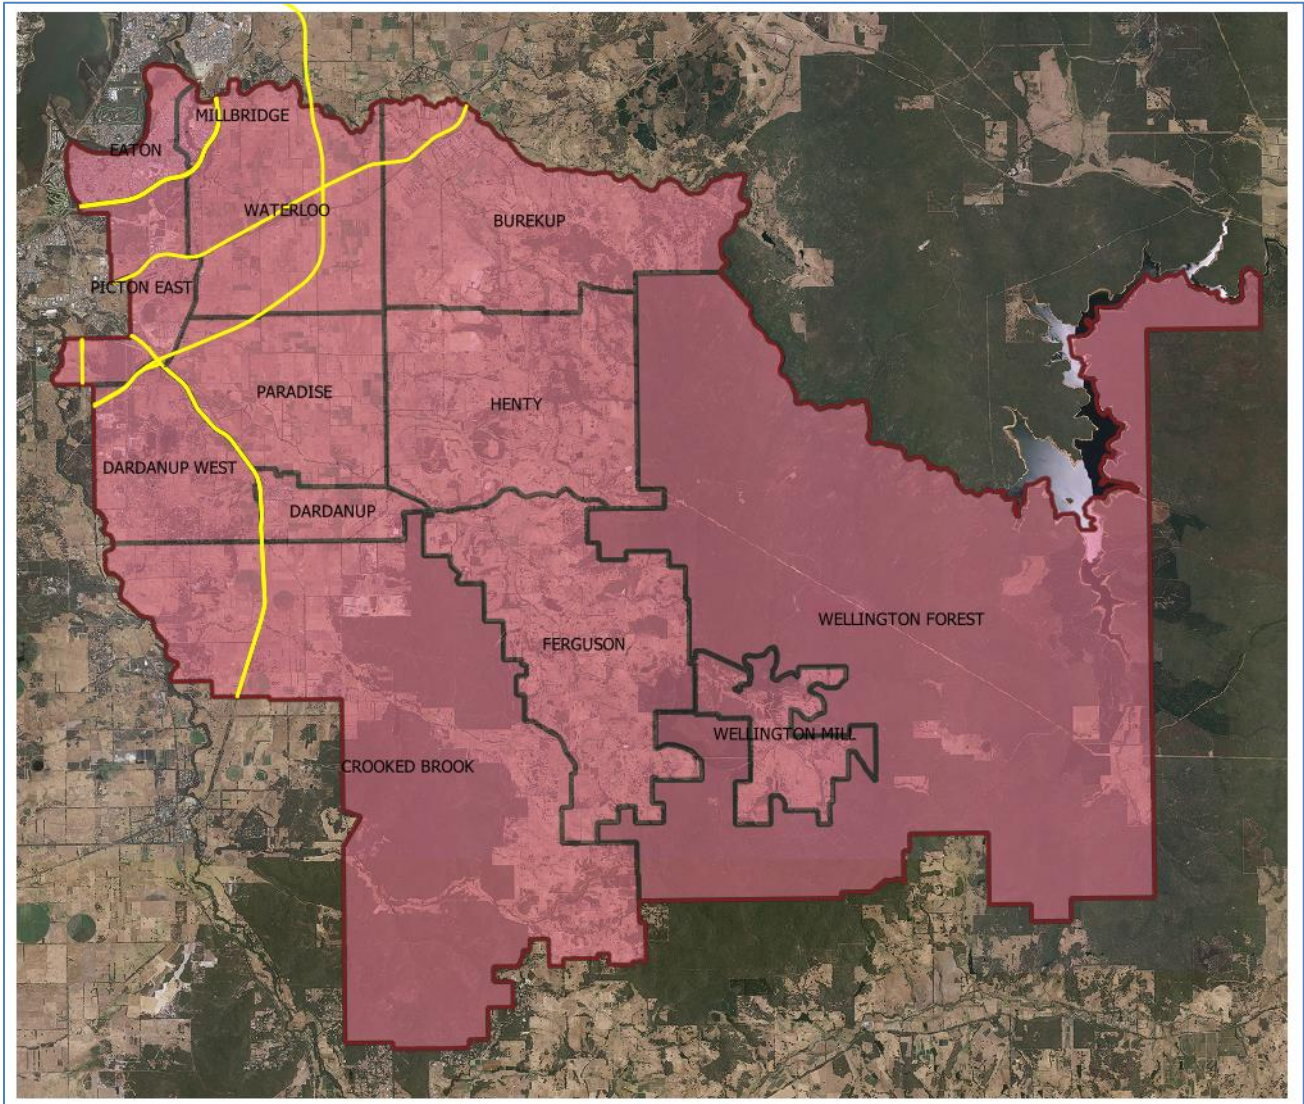 MILLBRIDGE
EATON
WATERLOO
BUREKUP
PICTON EAST
PARADISE
HENTY
DARDANUP WEST
DARDANUP
WELLINGTON FOREST
FERGUSON
WELLINGTON MILL
CROOKED BROOK